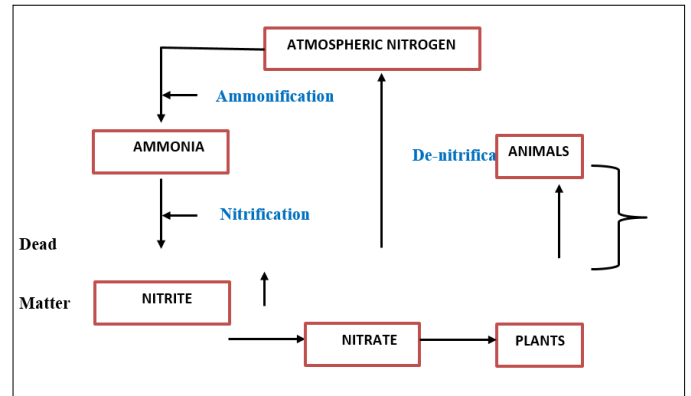 ATMOSPHERIC NITROGEN
Ammonification
AMMONIA
De-nitrifica
ANIMALS
Nitrification
Dead
Matter
NITRITE
NITRATE
PLANTS